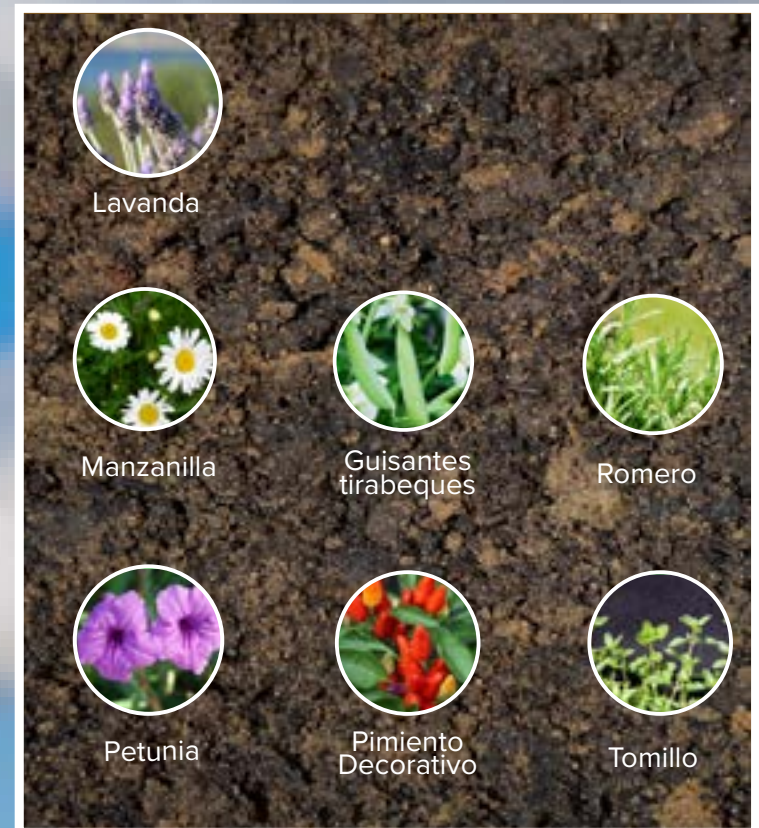 Lavanda
Manzanilla
Guisantes
tirabeques
Romero
Petunia
Pimiento
Decorativo
Tomillo